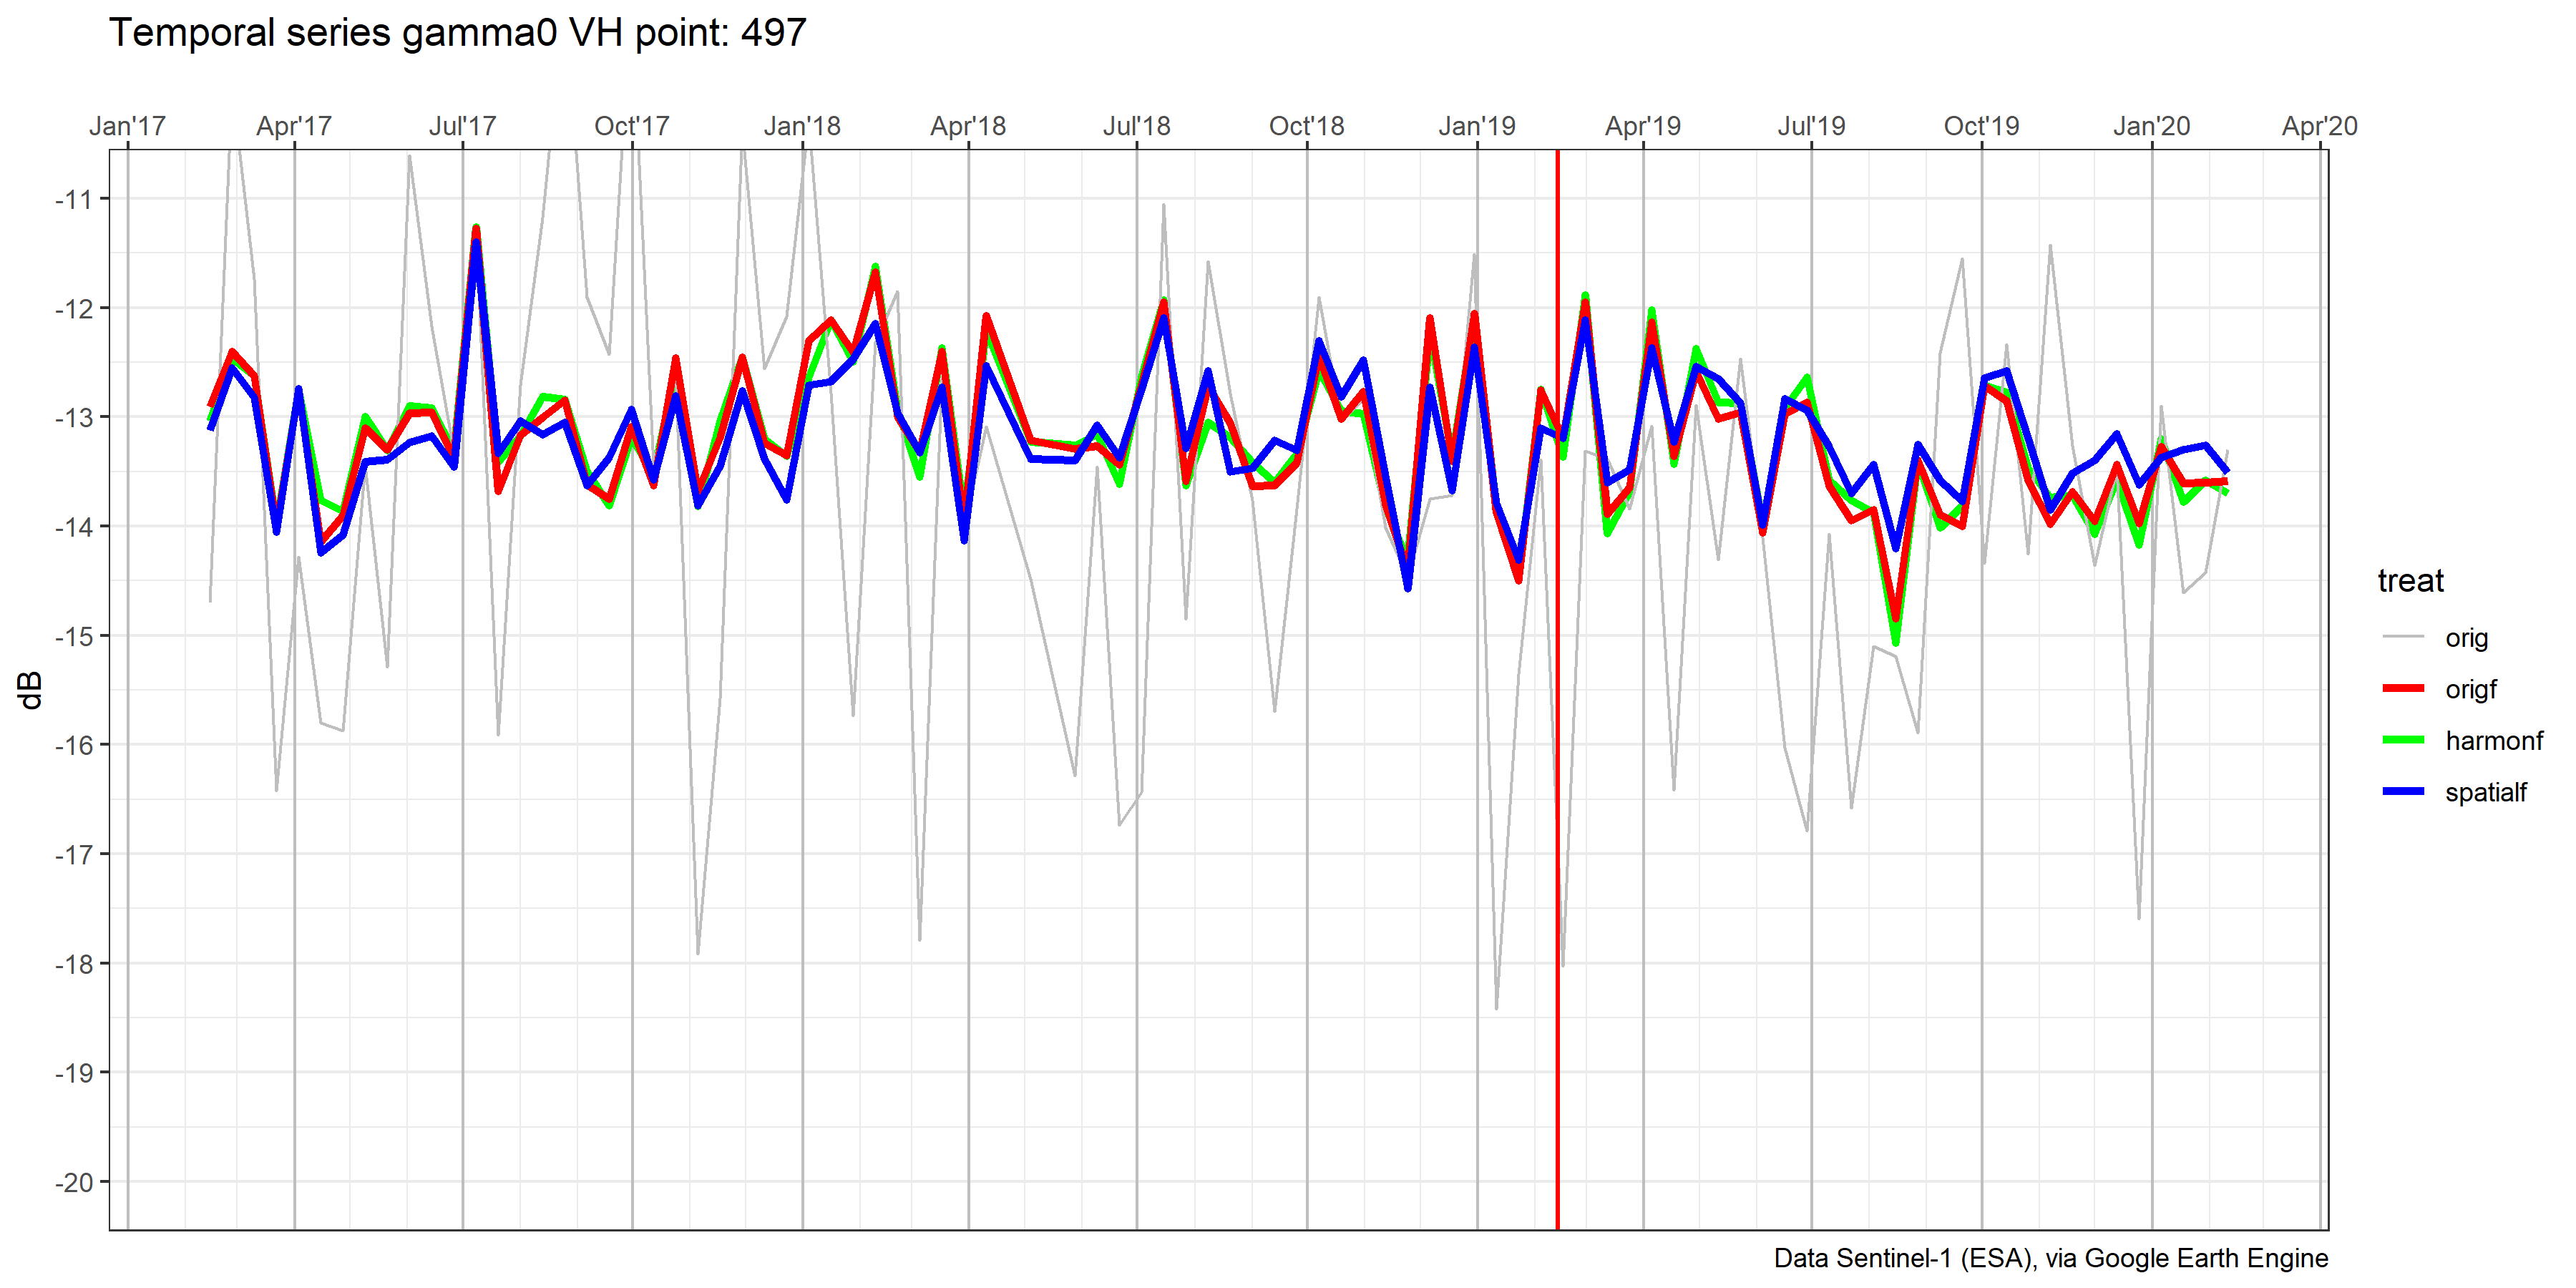 Temporal series gamma0 VH point: 497
Jan'17 Apr'17 Jul'17 Oct'17 Jan'18 Apr'18 Jul'18 Oct'18 Jan'19 Apr'19 Jul'19 Oct'19 Jan'20 Apr'20
-11
-12
-13
-14
-15
-16
-17
-18
-19
-20
dB
treat
orig
origf
harmonf
spatialf
Data Sentinel-1 (ESA), via Google Earth Engine